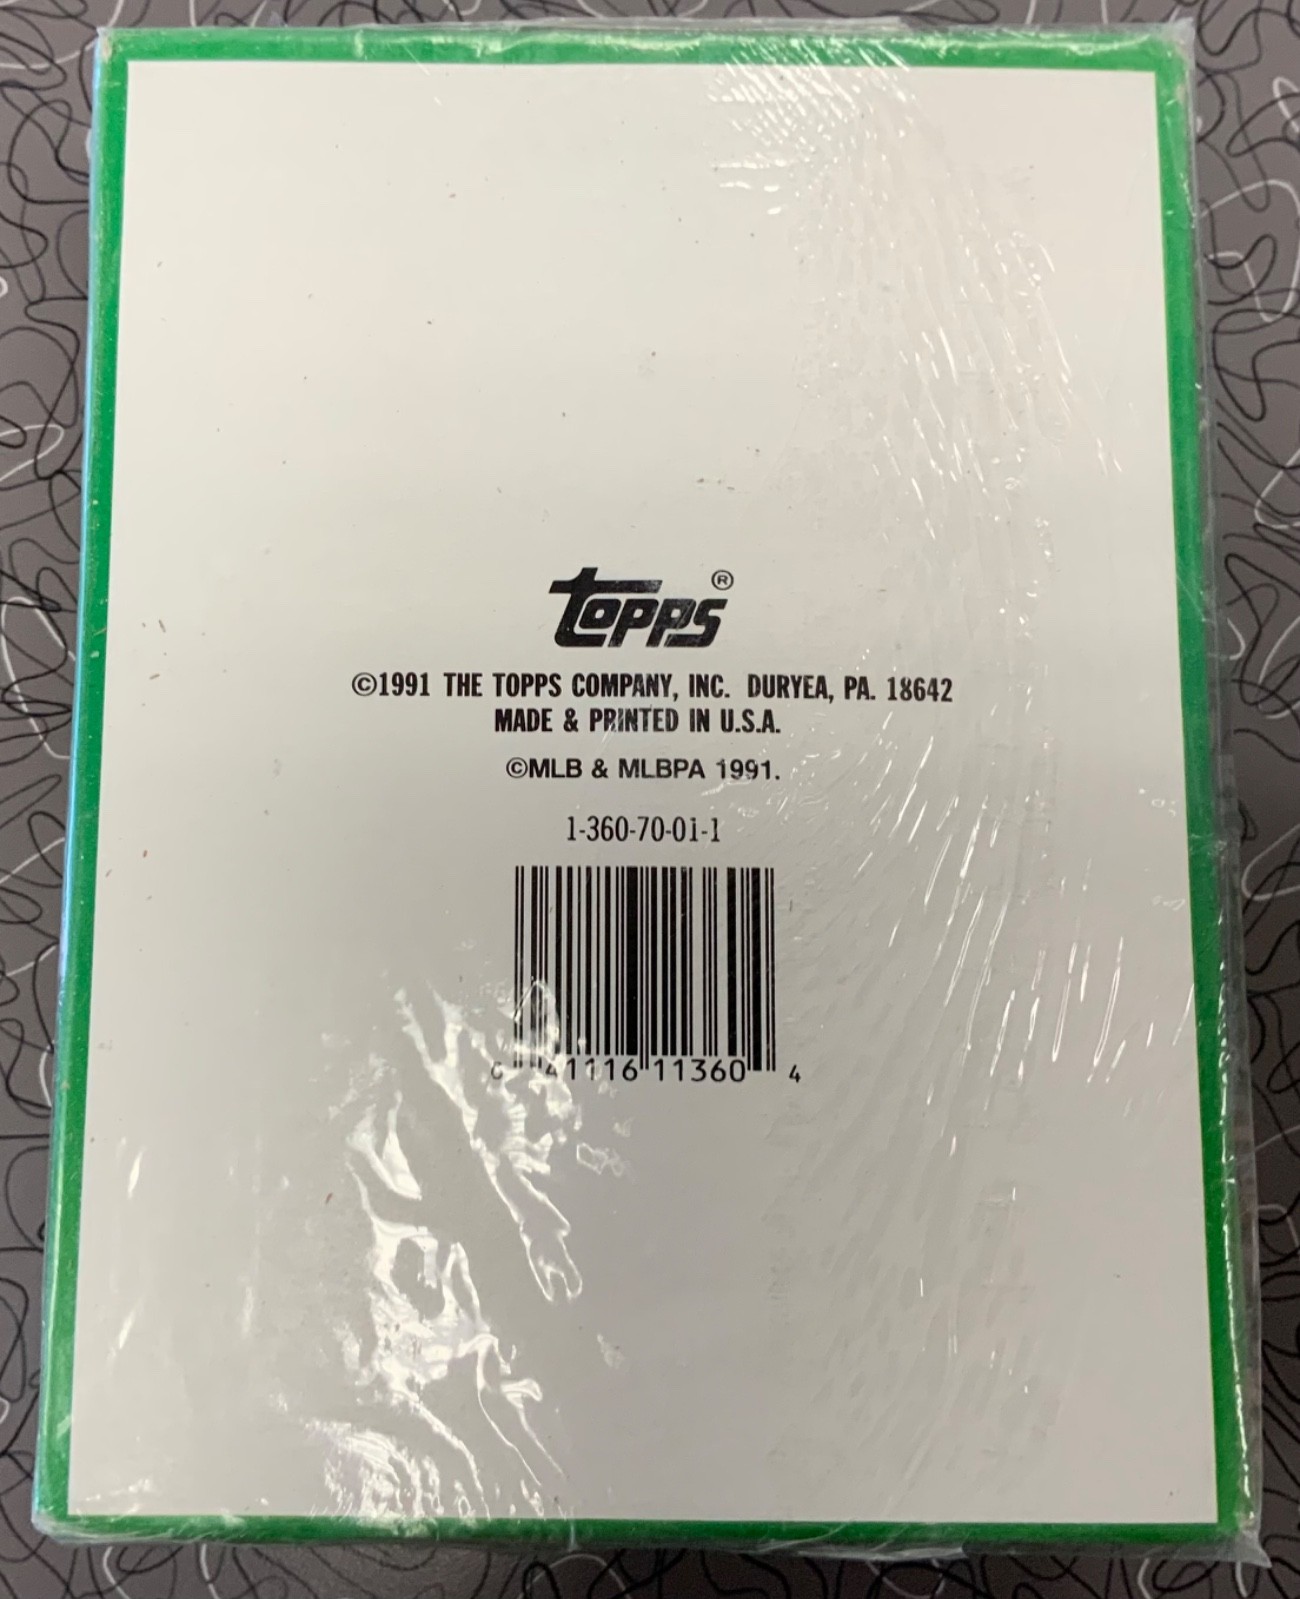 Topps®
©1991 THE TOPPS COMPANY, INC. DURYEA, PA. 18642
MADE & PRINTED IN U.S.A.
©MLB & MLBPA 1991.
1-360-70-01-1
41116 11360 4